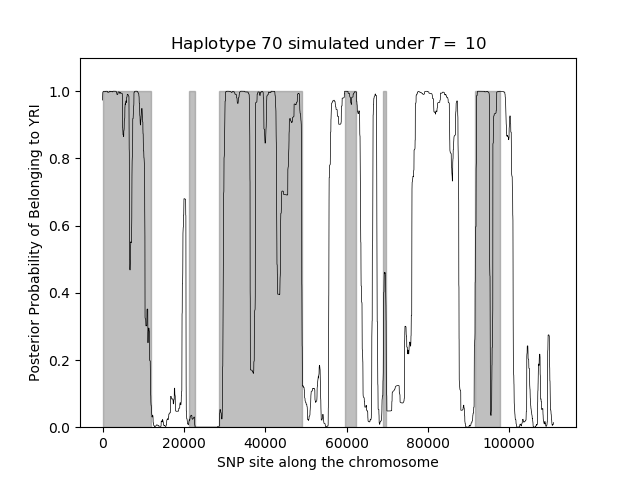 Haplotype 70 simulated under T = 10
Posterior Probability of Belonging to YRI
1.0
0.8
0.6
0.4
0.2
0.0
0 20000 40000 60000 80000 100000
SNP site along the chromosome